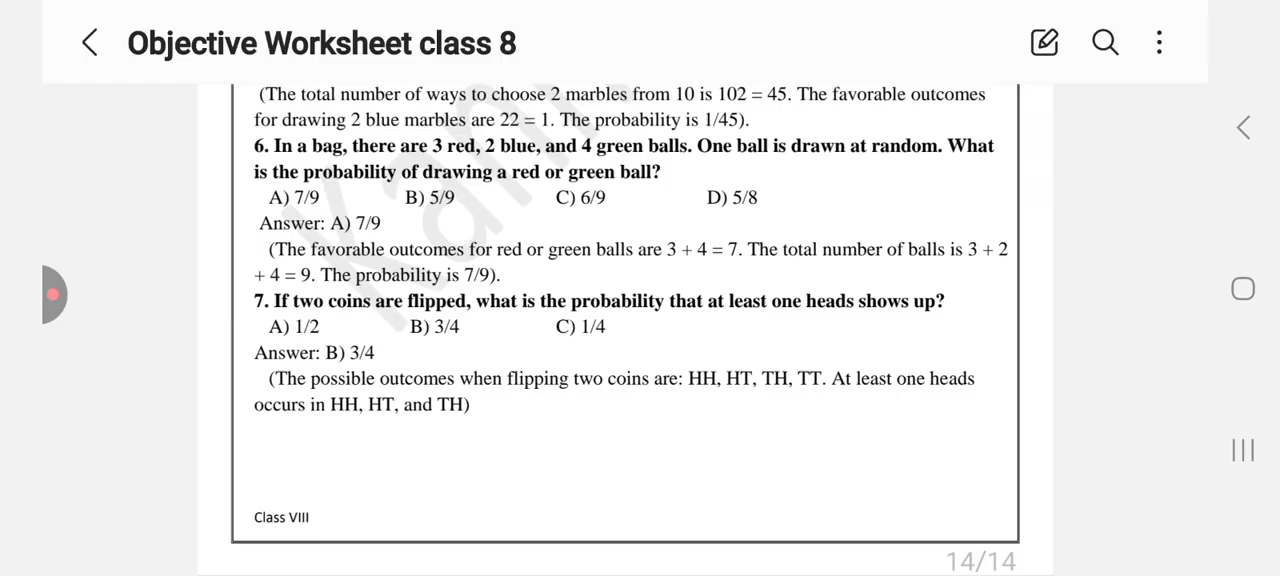 Objective Worksheet class 8
(The total number of ways to choose 2 marbles from 10 is 102 = 45. The favorable outcomes
for drawing 2 blue marbles are 22 = 1. The probability is 1/45).
6. In a bag, there are 3 red, 2 blue, and 4 green balls. One ball is drawn at random. What
is the probability of drawing a red or green ball?
A) 7/9 B) 5/9 C) 6/9 D) 5/8
Answer: A) 7/9
(The favorable outcomes for red or green balls are 3 + 4 = 7. The total number of balls is 3 + 2
+ 4 = 9. The probability is 7/9).
7. If two coins are flipped, what is the probability that at least one heads shows up?
A) 1/2 B) 3/4 C) 1/4
Answer: B) 3/4
(The possible outcomes when flipping two coins are: HH, HT, TH, TT. At least one heads
occurs in HH, HT, and TH)
Class VIII
14/14